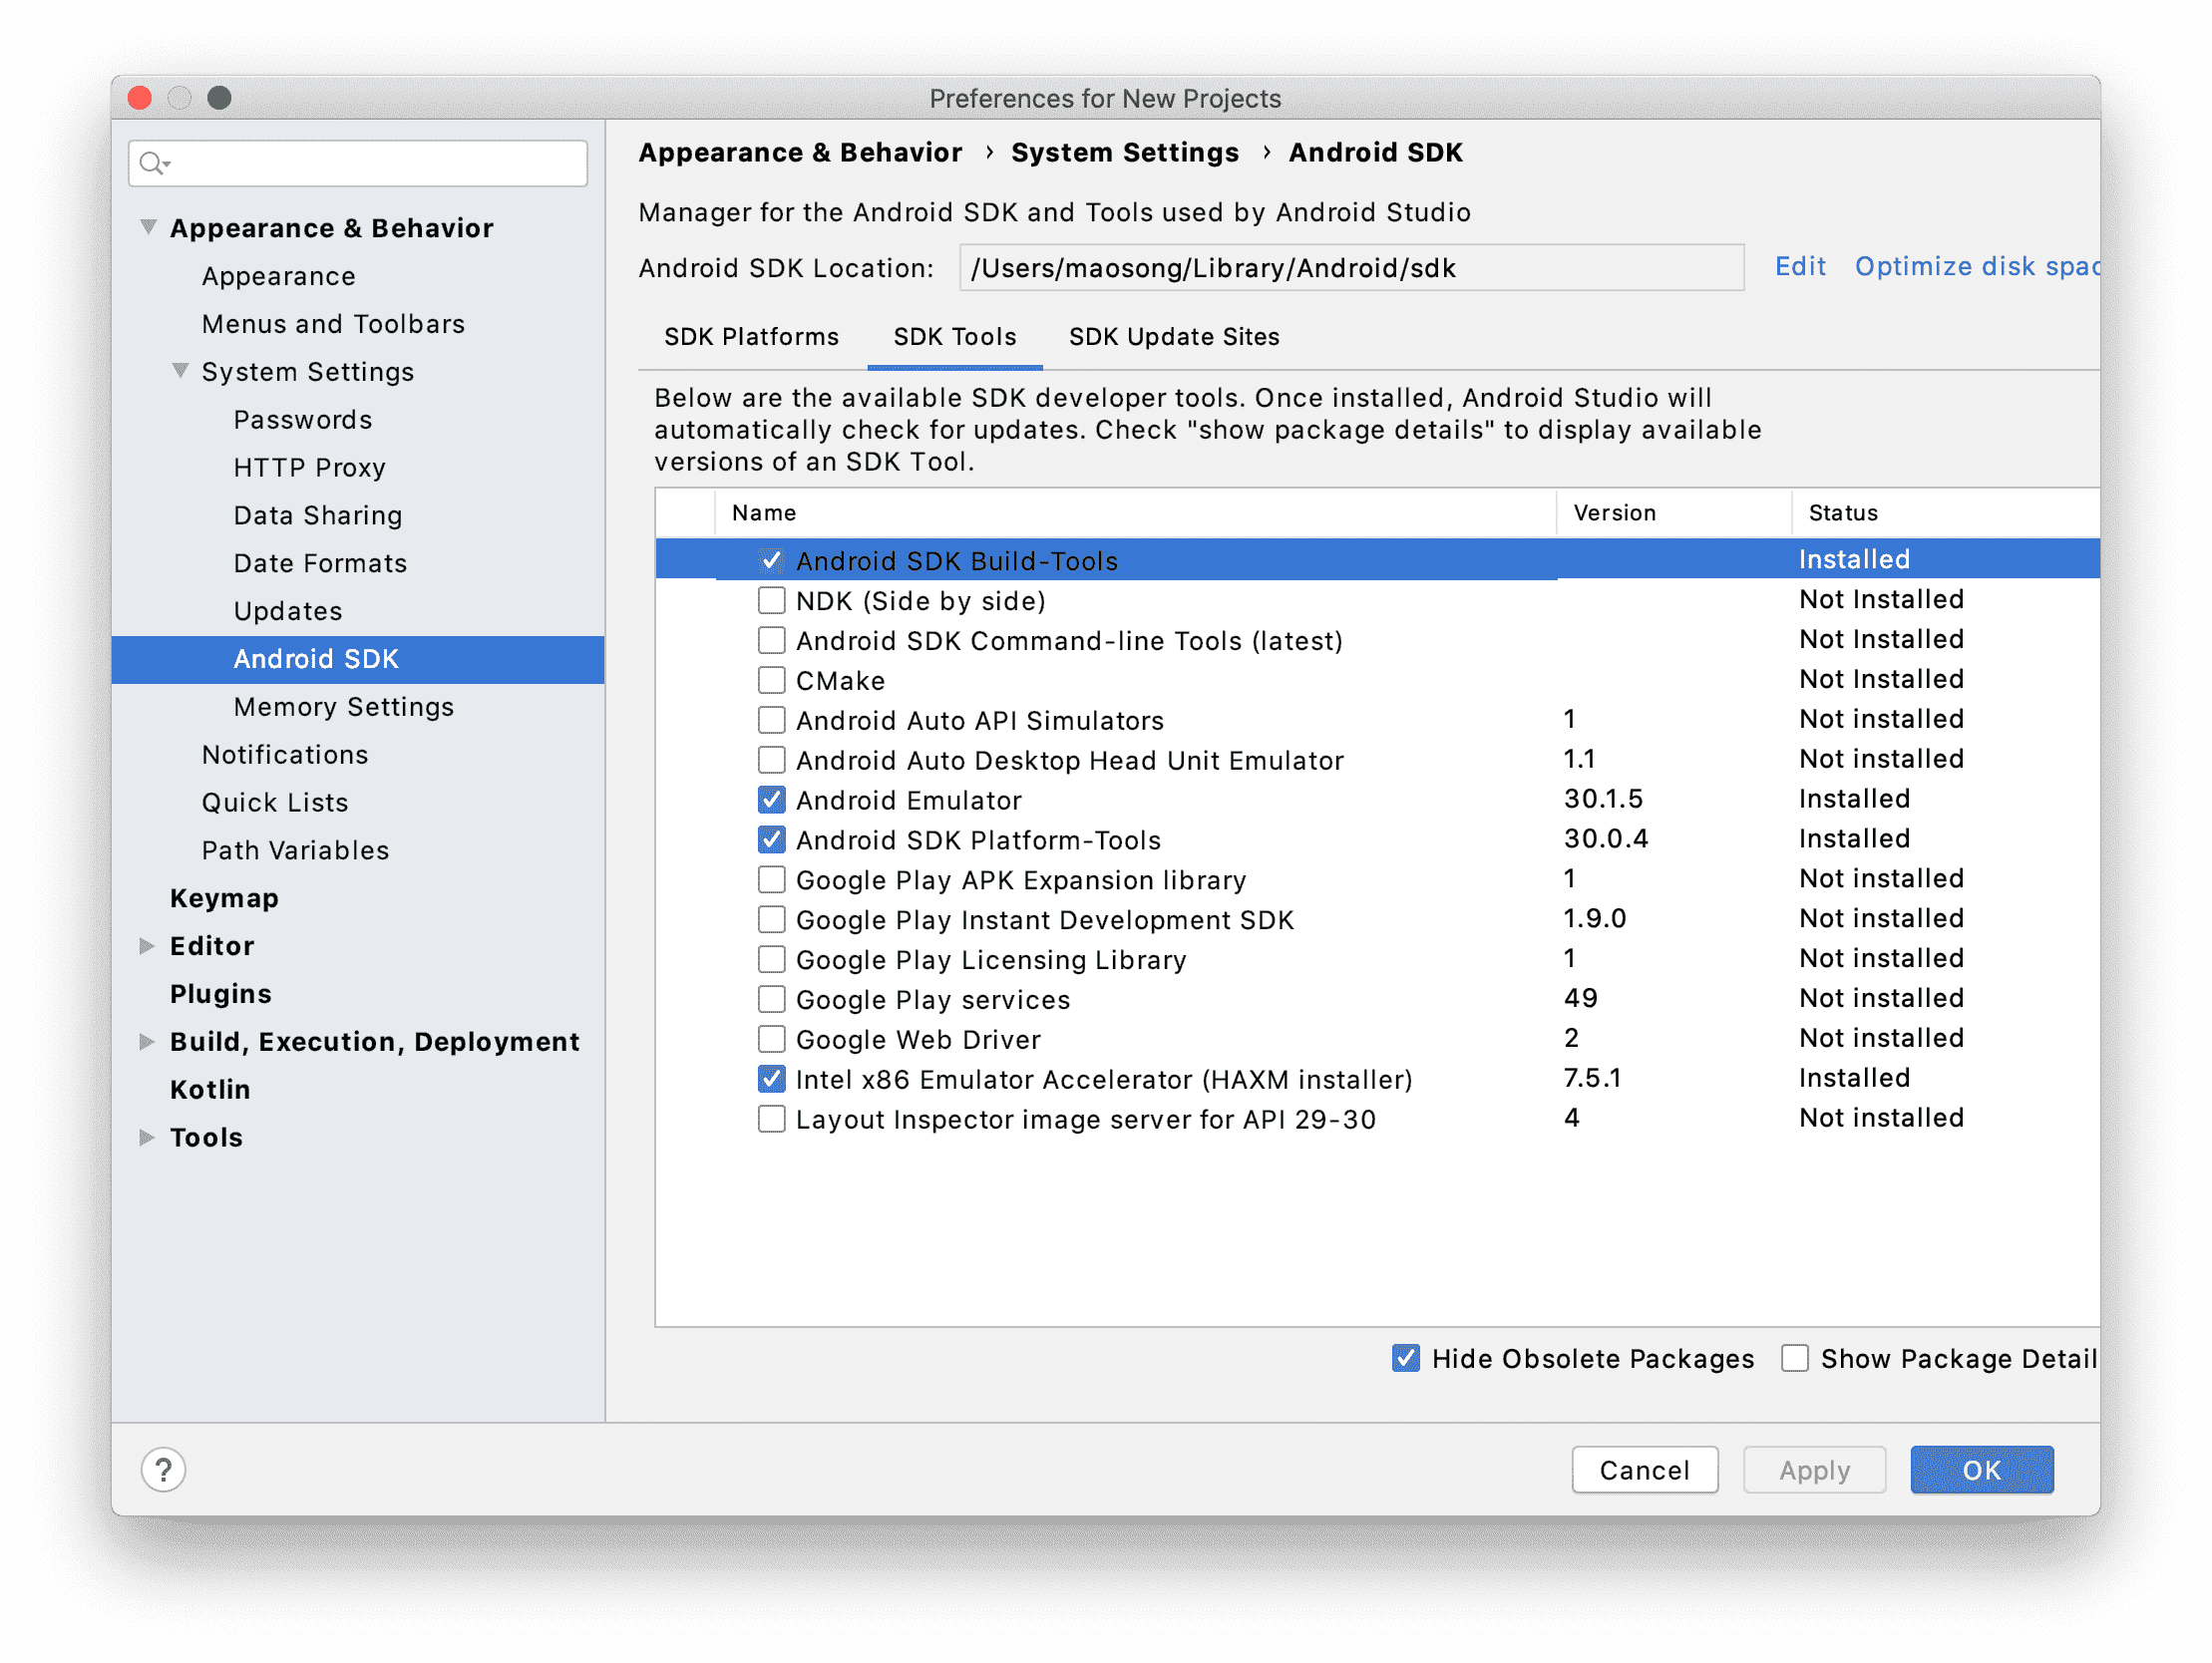 Preferences for New Projects
Appearance & Behavior
Appearance
Menus and Toolbars
System Settings
Passwords
HTTP Proxy
Data Sharing
Date Formats
Updates
Android SDK
Memory Settings
Notifications
Quick Lists
Path Variables
Keymap
Editor
Plugins
Build, Execution, Deployment
Kotlin
Tools
Appearance & Behavior › System Settings › Android SDK
Manager for the Android SDK and Tools used by Android Studio
Android SDK Location: /Users/maosong/Library/Android/sdk Edit Optimize disk spac
SDK Platforms SDK Tools SDK Update Sites
Below are the available SDK developer tools. Once installed, Android Studio will
automatically check for updates. Check "show package details" to display available
versions of an SDK Tool.
Name Version Status
Android SDK Build-Tools Installed
NDK (Side by side) Not Installed
Android SDK Command-line Tools (latest) Not Installed
CMake Not Installed
Android Auto API Simulators 1 Not installed
Android Auto Desktop Head Unit Emulator 1.1 Not installed
Android Emulator 30.1.5 Installed
Android SDK Platform-Tools 30.0.4 Installed
Google Play APK Expansion library 1 Not installed
Google Play Instant Development SDK 1.9.0 Not installed
Google Play Licensing Library 1 Not installed
Google Play services 49 Not installed
Google Web Driver 2 Not installed
Intel x86 Emulator Accelerator (HAXM installer) 7.5.1 Installed
Layout Inspector image server for API 29-30 4 Not installed
Hide Obsolete Packages Show Package Detail
? Cancel Apply OK